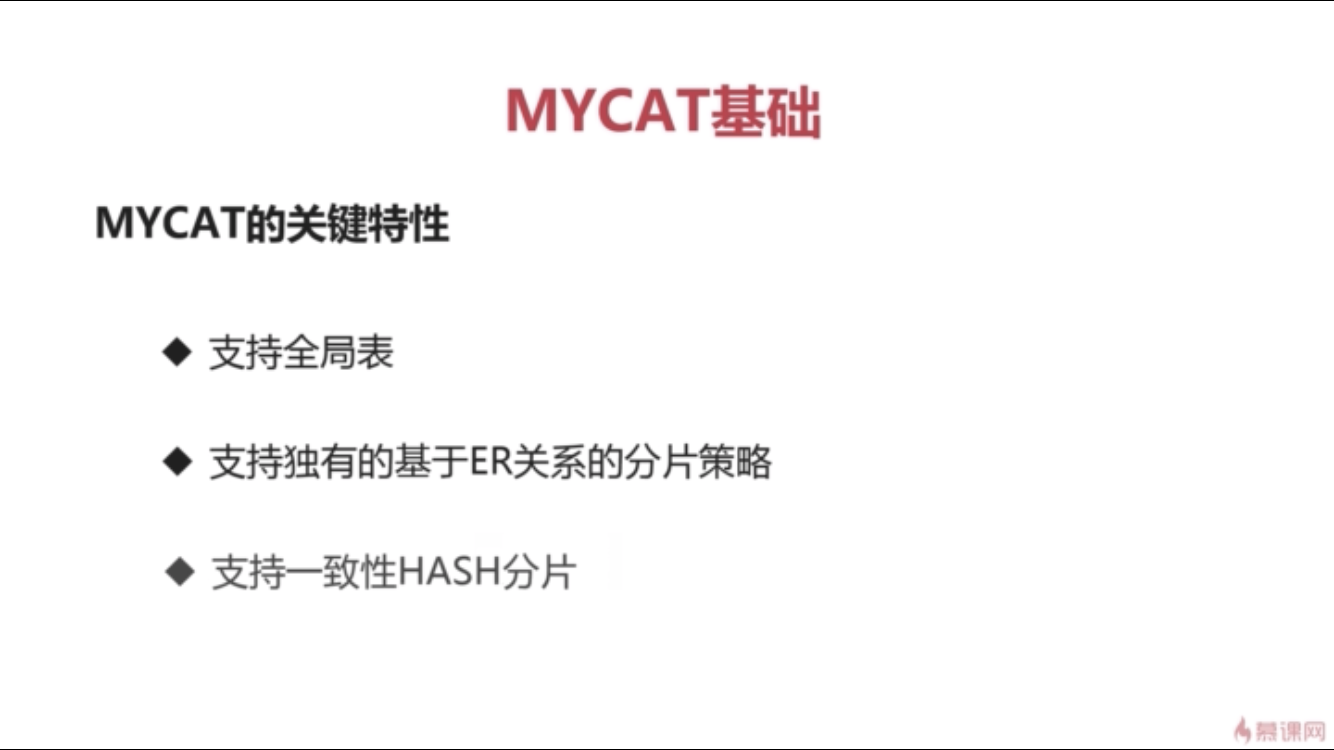 MYCAT基础
MYCAT的关键特性
◆ 支持全局表
◆ 支持独有的基于ER关系的分片策略
◆ 支持一致性HASH分片
慕课网